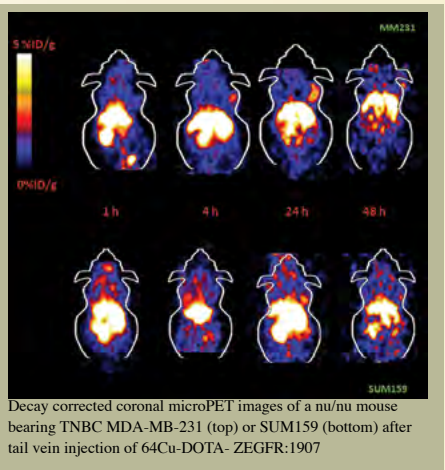 MM231
5 %ID/g
0%ID/g
1 h 4 h 24 h 48 h
SUM159
Decay corrected coronal microPET images of a nu/nu mouse
bearing TNBC MDA-MB-231 (top) or SUM159 (bottom) after
tail vein injection of 64Cu-DOTA- ZEGFR:1907